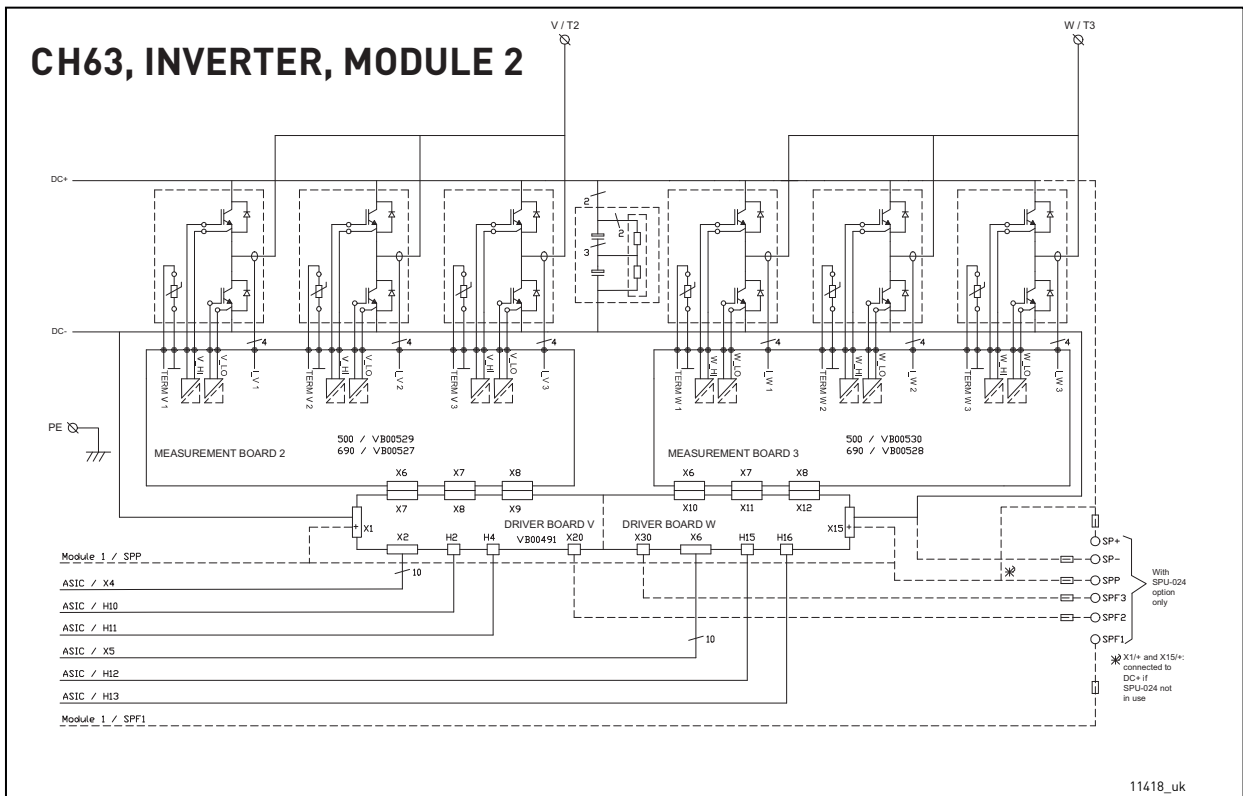 V / T2
W / T3
CH63, INVERTER, MODULE 2
DC+
2
2
3
DC-
4
4
4
4
4
4
TERM V 1
V_HI
V_LO
I_V 1
TERM V 2
V_HI
V_LO
I_V 2
TERM V 3
V_HI
V_LO
I_V 3
TERM W 1
W_HI
W_LO
I_W 1
TERM W 2
W_HI
W_LO
I_W 2
TERM W 3
W_HI
W_LO
I_W 3
PE
MEASUREMENT BOARD 2
500 / VB00529
690 / VB00527
MEASUREMENT BOARD 3
500 / VB00530
690 / VB00528
X6 X7 X8
X7 X8 X9
X6 X7 X8
X10 X11 X12
+ X1
DRIVER BOARD V
VB00491
DRIVER BOARD W
X15 +
X2 H2 H4 X20 X30 X6 H15 H16
Module 1 / SPP
10
ASIC / X4
ASIC / H10
ASIC / H11
10
ASIC / X5
ASIC / H12
ASIC / H13
Module 1 / SPF1
SP+
SP-
SPP
SPF3
SPF2
SPF1
With
SPU-024
option
only
X1/+ and X15/+:
connected to
DC+ if
SPU-024 not
in use
11418_uk